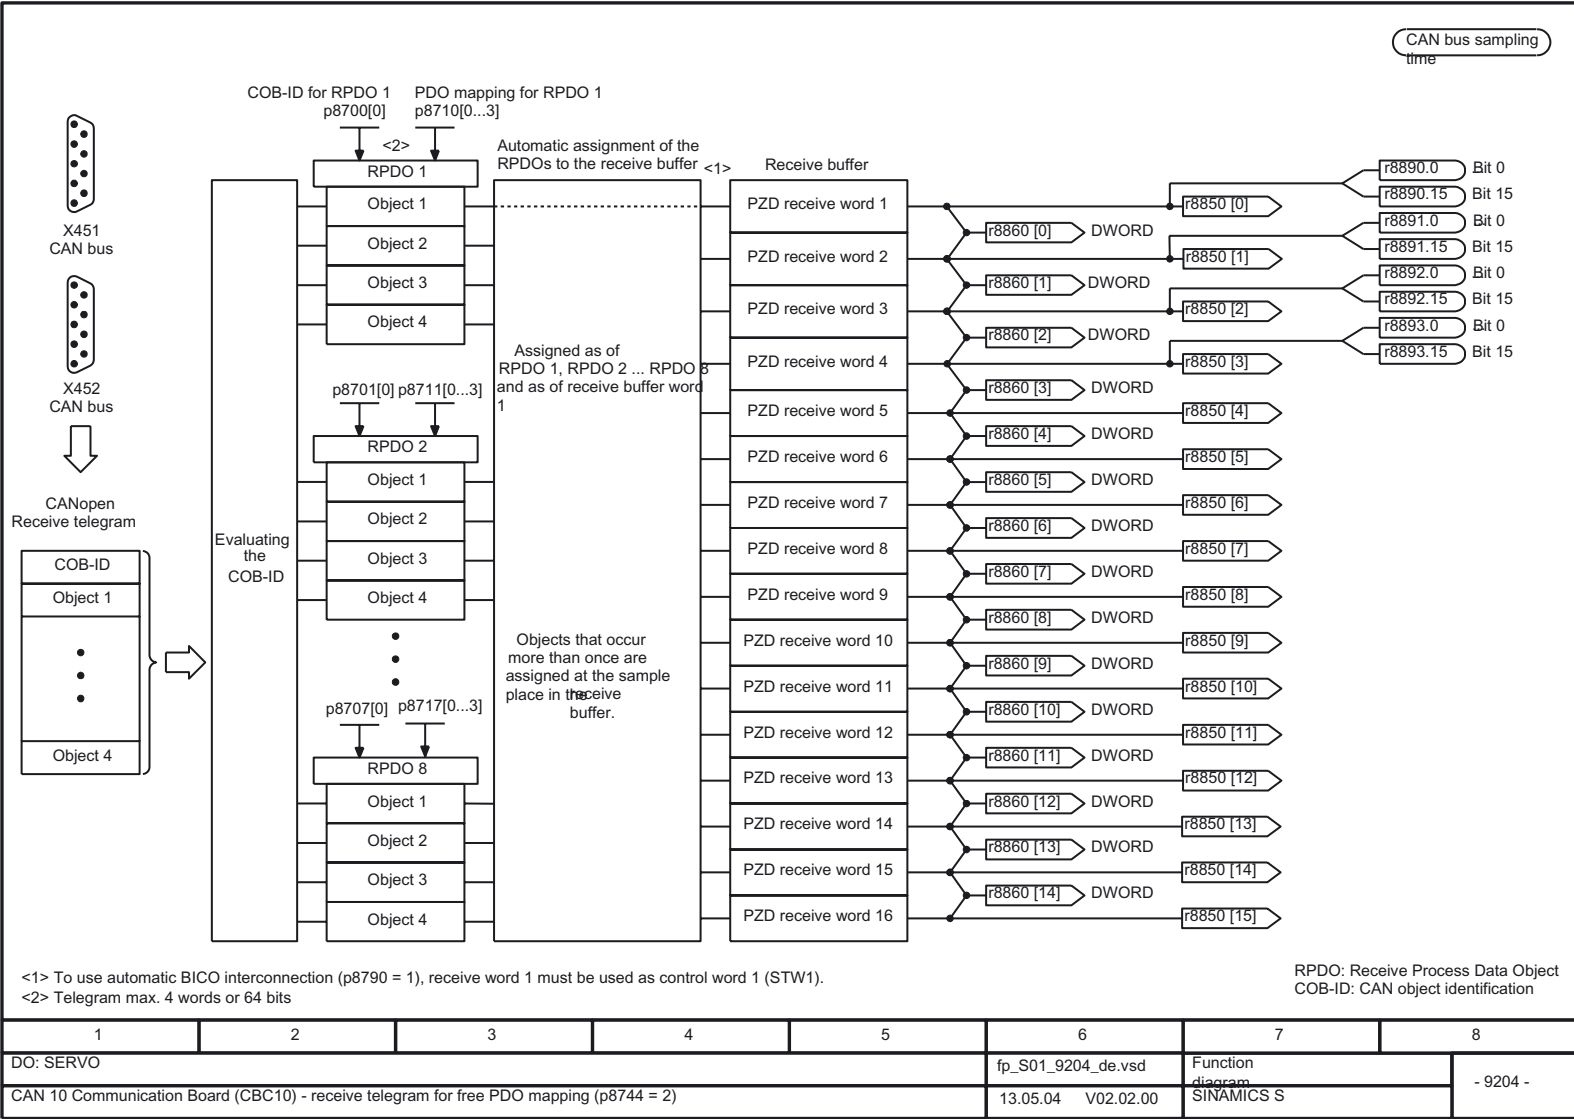 CAN bus sampling
time
COB-ID for RPDO 1
p8700[0]
PDO mapping for RPDO 1
p8710[0...3]
<2>
RPDO 1
Object 1
Object 2
Object 3
Object 4
X451
CAN bus
X452
CAN bus
CANopen
Receive telegram
COB-ID
Object 1
Object 4
Evaluating
the
COB-ID
p8701[0] p8711[0...3]
RPDO 2
Object 1
Object 2
Object 3
Object 4
p8707[0] p8717[0...3]
RPDO 8
Object 1
Object 2
Object 3
Object 4
Automatic assignment of the
RPDOs to the receive buffer
<1>
Assigned as of
RPDO 1, RPDO 2 ... RPDO 8
and as of receive buffer word
1
Objects that occur
more than once are
assigned at the sample
place in the receive
buffer.
Receive buffer
PZD receive word 1
PZD receive word 2
PZD receive word 3
PZD receive word 4
PZD receive word 5
PZD receive word 6
PZD receive word 7
PZD receive word 8
PZD receive word 9
PZD receive word 10
PZD receive word 11
PZD receive word 12
PZD receive word 13
PZD receive word 14
PZD receive word 15
PZD receive word 16
r8860 [0] DWORD
r8860 [1] DWORD
r8860 [2] DWORD
r8860 [3] DWORD
r8860 [4] DWORD
r8860 [5] DWORD
r8860 [6] DWORD
r8860 [7] DWORD
r8860 [8] DWORD
r8860 [9] DWORD
r8860 [10] DWORD
r8860 [11] DWORD
r8860 [12] DWORD
r8860 [13] DWORD
r8860 [14] DWORD
r8850 [0]
r8850 [1]
r8850 [2]
r8850 [3]
r8850 [4]
r8850 [5]
r8850 [6]
r8850 [7]
r8850 [8]
r8850 [9]
r8850 [10]
r8850 [11]
r8850 [12]
r8850 [13]
r8850 [14]
r8850 [15]
r8890.0 Bit 0
r8890.15 Bit 15
r8891.0 Bit 0
r8891.15 Bit 15
r8892.0 Bit 0
r8892.15 Bit 15
r8893.0 Bit 0
r8893.15 Bit 15
<1> To use automatic BICO interconnection (p8790 = 1), receive word 1 must be used as control word 1 (STW1).
<2> Telegram max. 4 words or 64 bits
RPDO: Receive Process Data Object
COB-ID: CAN object identification
1 2 3 4 5 6 7 8
DO: SERVO
CAN 10 Communication Board (CBC10) - receive telegram for free PDO mapping (p8744 = 2)
fp_S01_9204_de.vsd
13.05.04 V02.02.00
Function
diagram
SINAMICS S
- 9204 -